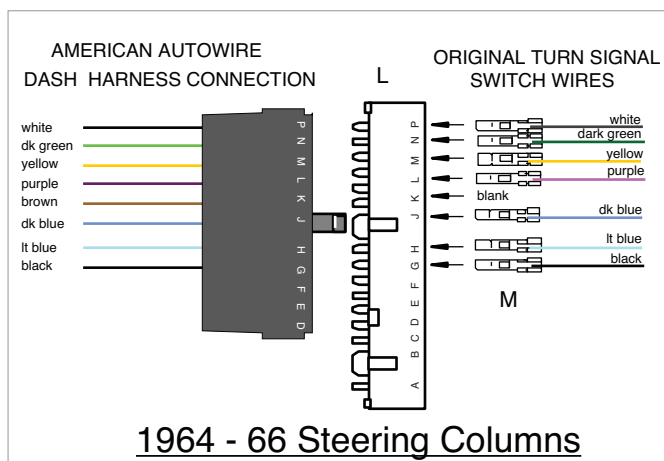 AMERICAN AUTOWIRE
DASH HARNESS CONNECTION
L
ORIGINAL TURN SIGNAL
SWITCH WIRES
white
dk green
yellow
purple
brown
dk blue
lt blue
black
P
N
M
L
K
J
H
G
F
E
D
P
N
M
L
K
J
H
G
F
E
D
C
B
A
white
dark green
yellow
purple
blank
dk blue
lt blue
black
M
1964 - 66 Steering Columns